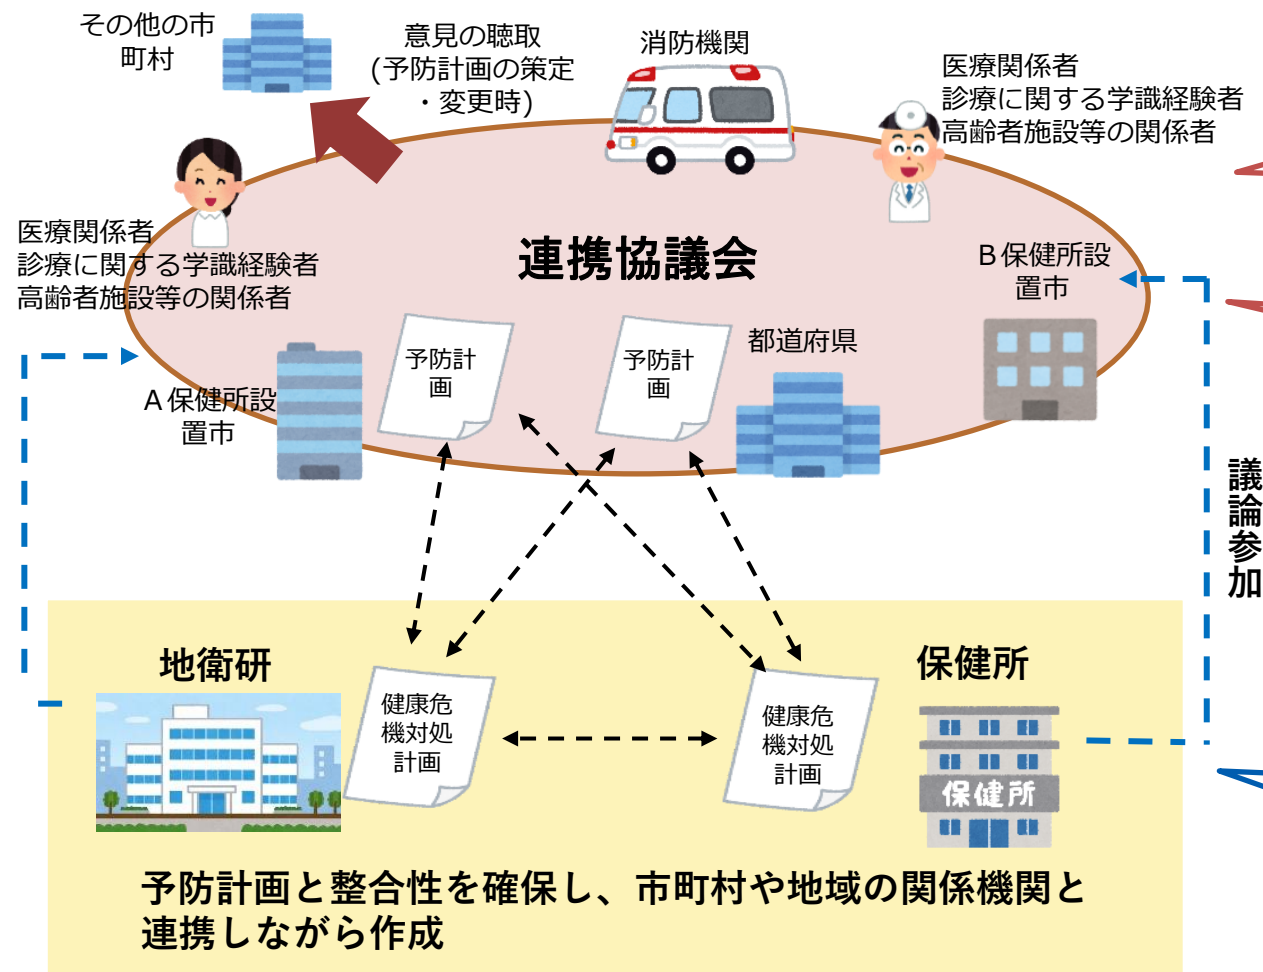 その他の市
町村
意見の聴取
(予防計画の策定
・変更時)
消防機関
医療関係者
診療に関する学識経験者
高齢者施設等の関係者
医療関係者
診療に関する学識経験者
高齢者施設等の関係者
連携協議会
Ｂ保健所設
置市
予防計
画
予防計
画
都道府県
Ａ保健所設
置市
議論参加
地衛研
保健所
健康危
機対処
計画
健康危
機対処
計画
保健所
予防計画と整合性を確保し、市町村や地域の関係機関と
連携しながら作成